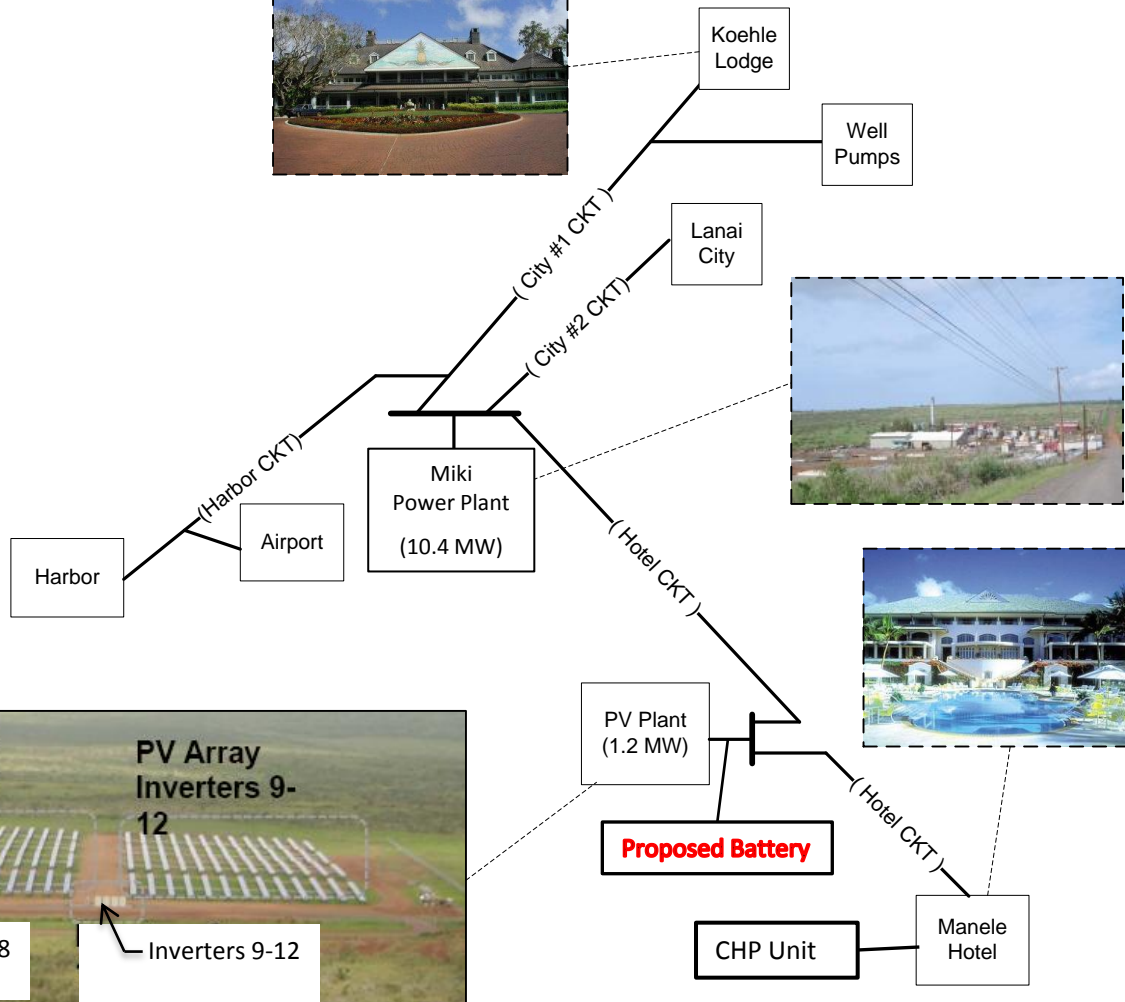 Koehle
Lodge
Well
Pumps
( City #1 CKT )
Lanai
City
( City #2 CKT)
(Harbor CKT)
Miki
Power Plant
(10.4 MW)
Airport
Harbor
( Hotel CKT )
PV Plant
(1.2 MW)
PV Array
Inverters 9-
12
Proposed Battery
( Hotel CKT )
8
Inverters 9-12
CHP Unit
Manele
Hotel